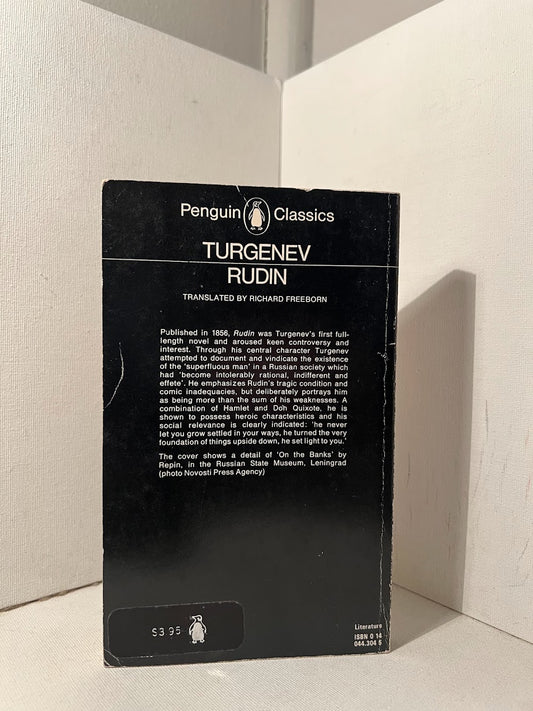 Penguin Classics
TURGENEV
RUDIN
TRANSLATED BY RICHARD FREEBORN
Published in 1856, Rudin was Turgenev's first full-
length novel and aroused keen controversy and
interest. Through his central character Turgenev
attempted to document and vindicate the existence
of the 'superfluous man' in a Russian society which
had 'become intolerably rational, indifferent and
effete'. He emphasizes Rudin's tragic condition and
comic inadequacies, but deliberately portrays him
as being more than the sum of his weaknesses. A
combination of Hamlet and Doh Quixote, he is
shown to possess heroic characteristics and his
social relevance is clearly indicated: 'he never
let you grow settled in your ways, he turned the very
foundation of things upside down, he set light to you.'
The cover shows a detail of 'On the Banks' by
Repin, in the Russian State Museum, Leningrad
(photo Novosti Press Agency)
$3.95
Literature
ISBN 0 14
044.304 5